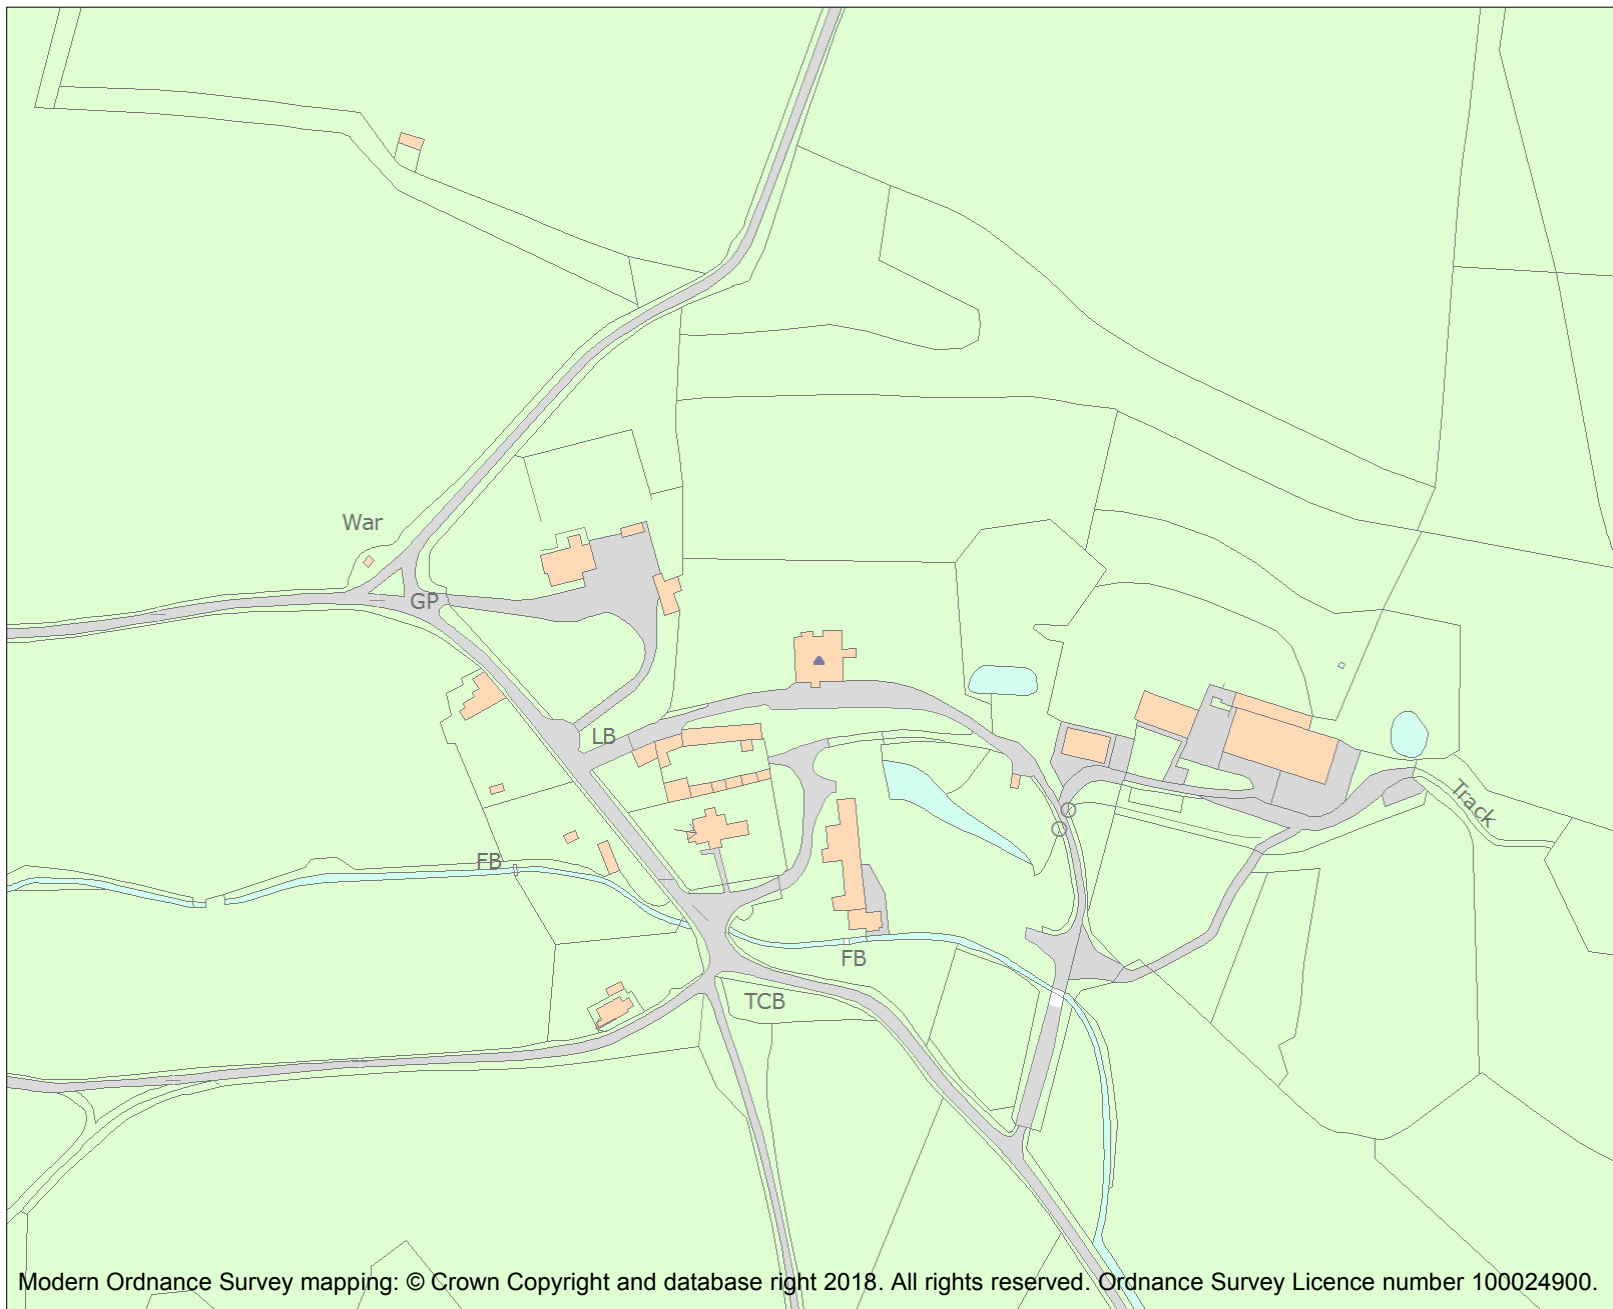 War
GP
LB
Track
FB
FB
TCB
Modern Ordnance Survey mapping: © Crown Copyright and database right 2018. All rights reserved. Ordnance Survey Licence number 100024900.